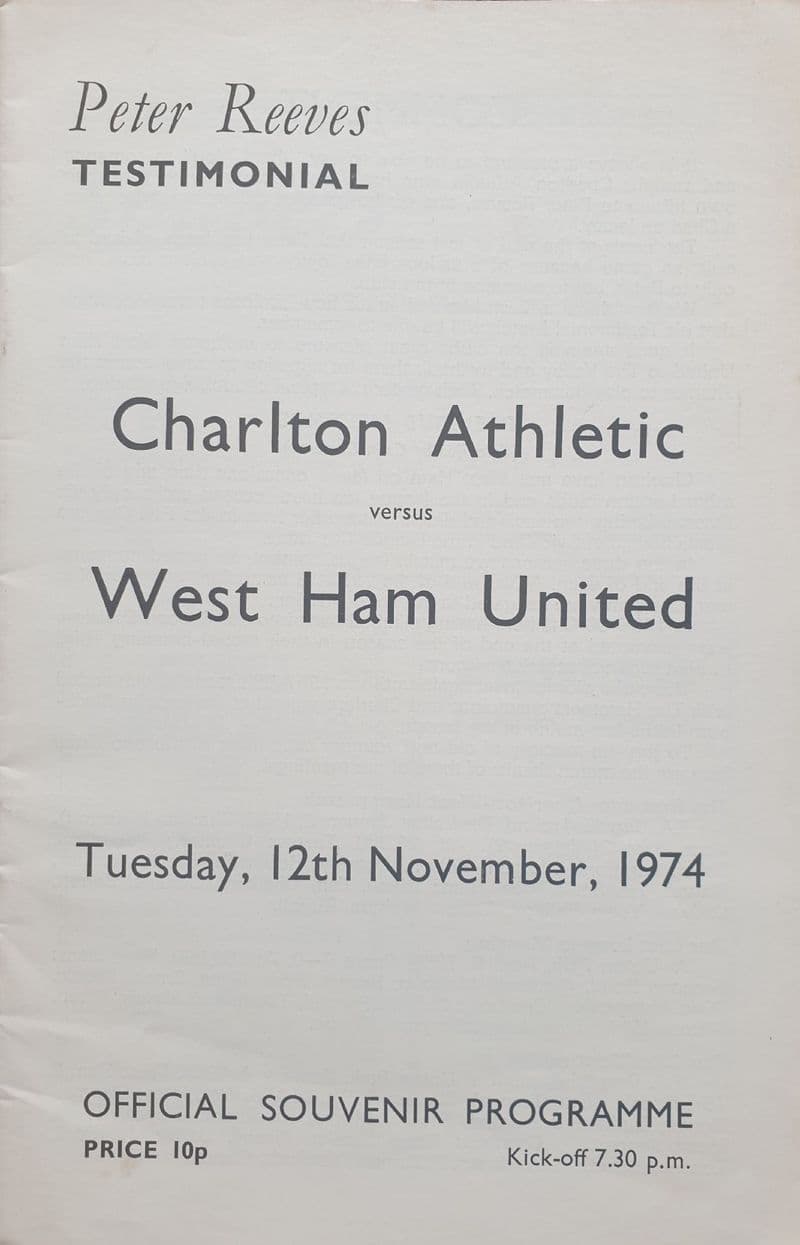 Peter Reeves
TESTIMONIAL
Charlton Athletic
versus
West Ham United
Tuesday, 12th November, 1974
OFFICIAL SOUVENIR PROGRAMME
PRICE 10p
Kick-off 7.30 p.m.